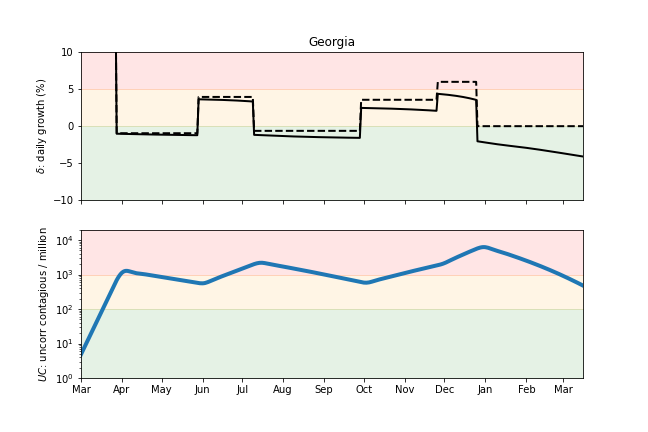 Georgia
10
5
0
−5
−10
δ: daily growth (%)
10⁴
10³
10²
10¹
10⁰
UC: uncorr contagious / million
Mar Apr May Jun Jul Aug Sep Oct Nov Dec Jan Feb Mar